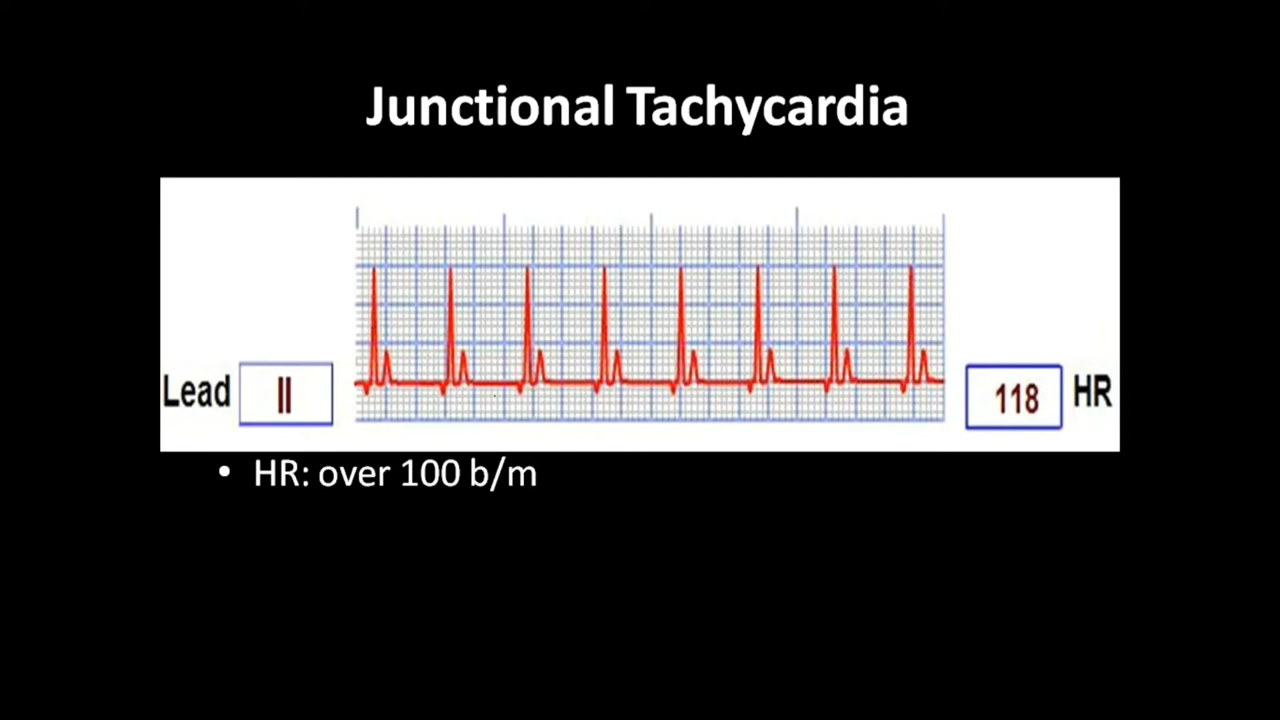 Junctional Tachycardia
Lead II
118 HR
• HR: over 100 b/m